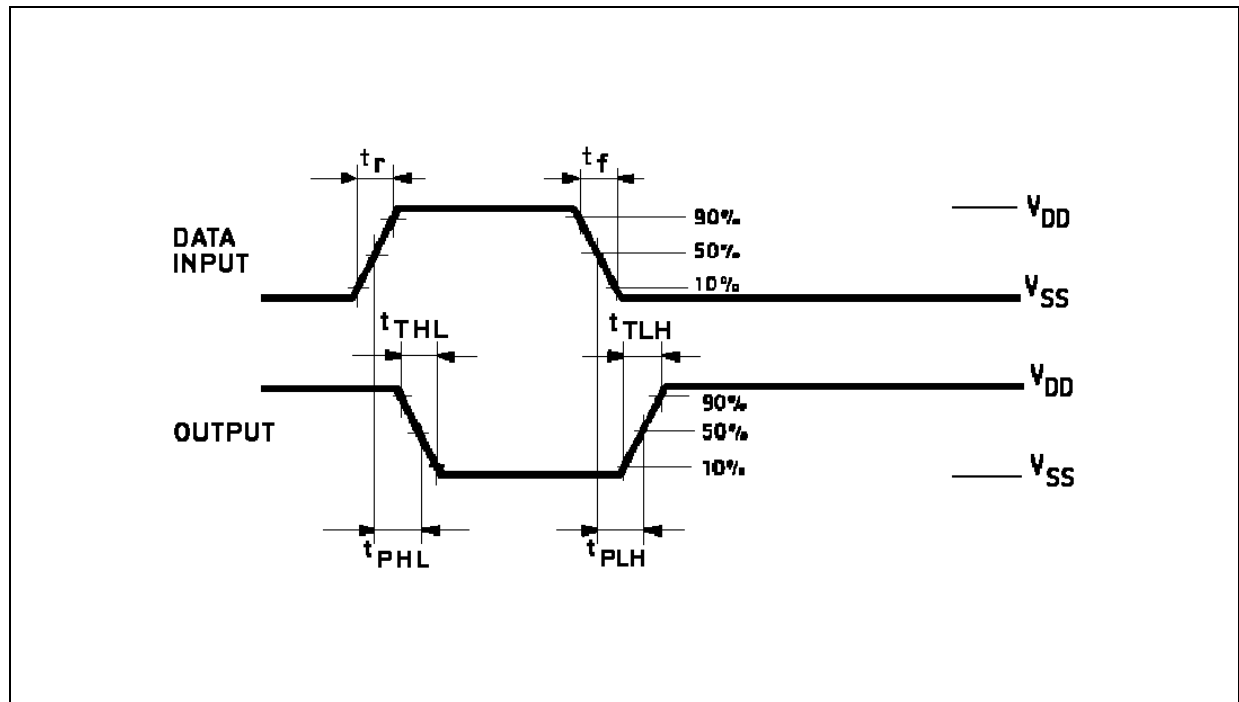 tr
tf
90%
VDD
DATA
INPUT
50%
10%
VSS
tTHL
tTLH
VDD
90%
OUTPUT
50%
10%
VSS
tPHL
tPLH